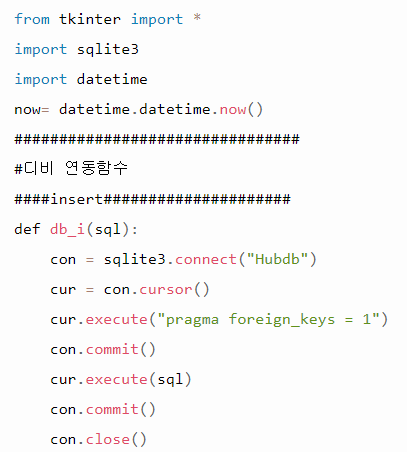 from tkinter import *
import sqlite3
import datetime
now= datetime.datetime.now()
################################
#디비 연동함수
####insert#####################
def db_i(sql):
    con = sqlite3.connect("Hubdb")
    cur = con.cursor()
    cur.execute("pragma foreign_keys = 1")
    con.commit()
    cur.execute(sql)
    con.commit()
    con.close()